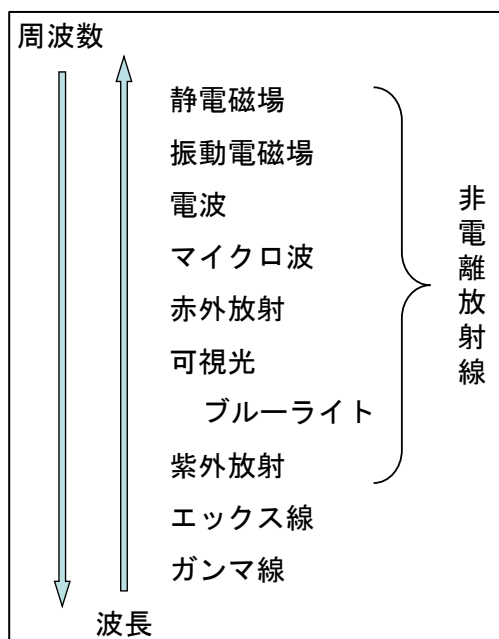 周波数
静電磁場
振動電磁場
電波
マイクロ波
赤外放射
可視光
ブルーライト
紫外放射
エックス線
ガンマ線
非電離放射線
波長